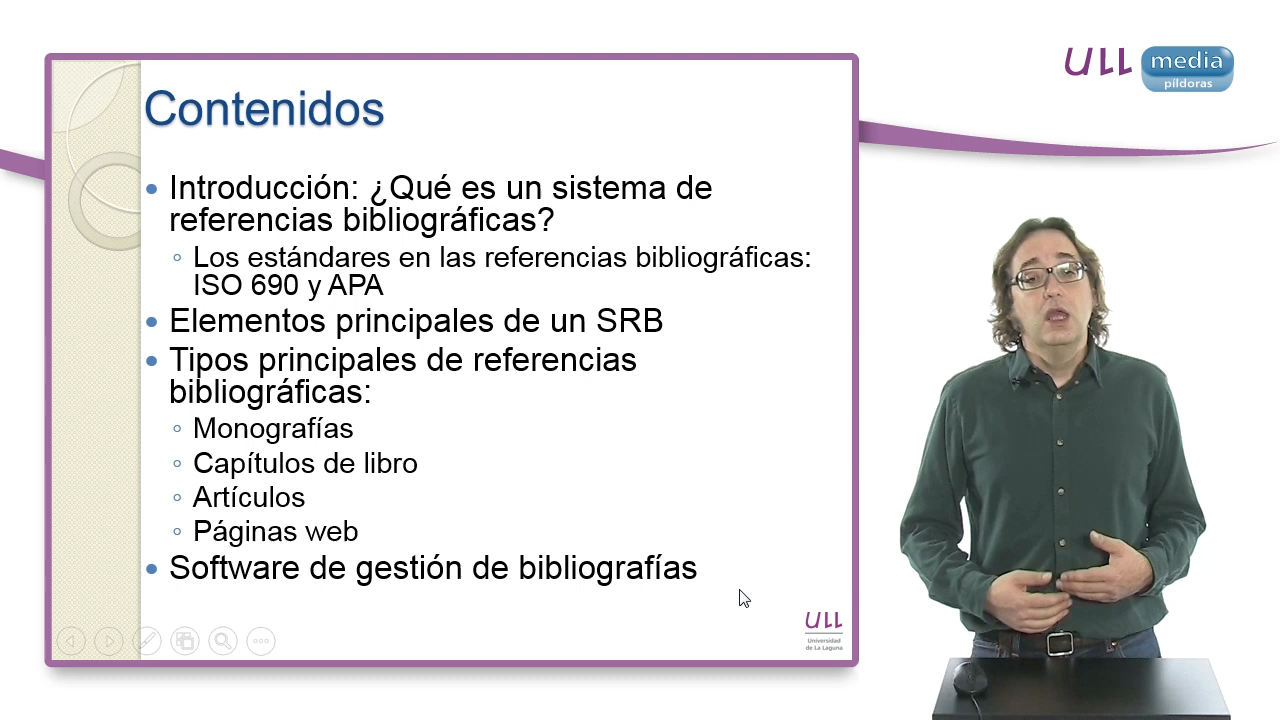 ULL media
píldoras
Contenidos
• Introducción: ¿Qué es un sistema de
referencias bibliográficas?
◦ Los estándares en las referencias bibliográficas:
ISO 690 y APA
• Elementos principales de un SRB
• Tipos principales de referencias
bibliográficas:
◦ Monografías
◦ Capítulos de libro
◦ Artículos
◦ Páginas web
• Software de gestión de bibliografías
ULL
Universidad
de La Laguna